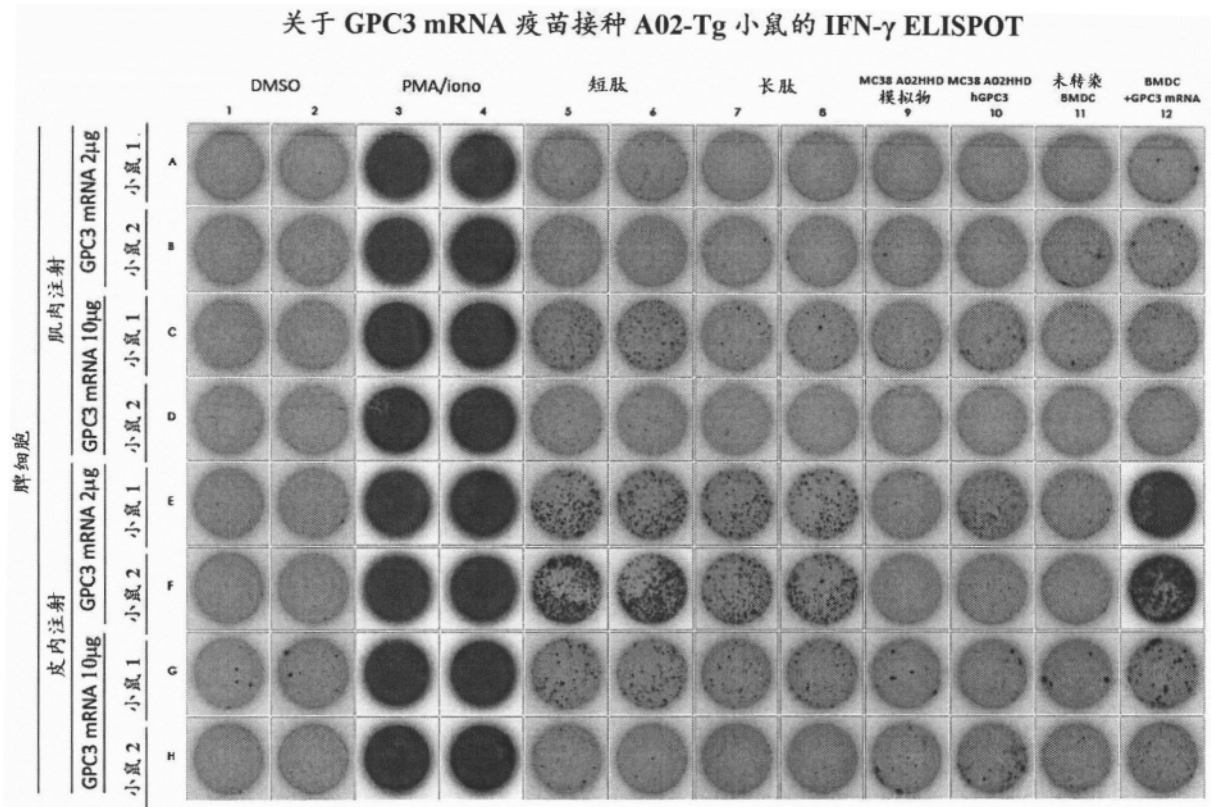 关于 GPC3 mRNA 疫苗接种 A02-Tg 小鼠的 IFN-γ ELISPOT
DMSO
PMA/iono
短肽
长肽
MC38 A02HHD
模拟物
MC38 A02HHD
hGPC3
未转染
BMDC
BMDC
+GPC3 mRNA
1 2 3 4 5 6 7 8 9 10 11 12
脾细胞
肌肉注射
GPC3 mRNA 2μg
小鼠 1
A
小鼠 2
B
GPC3 mRNA 10μg
小鼠 1
C
小鼠 2
D
皮内注射
GPC3 mRNA 2μg
小鼠 1
E
小鼠 2
F
GPC3 mRNA 10μg
小鼠 1
G
小鼠 2
H